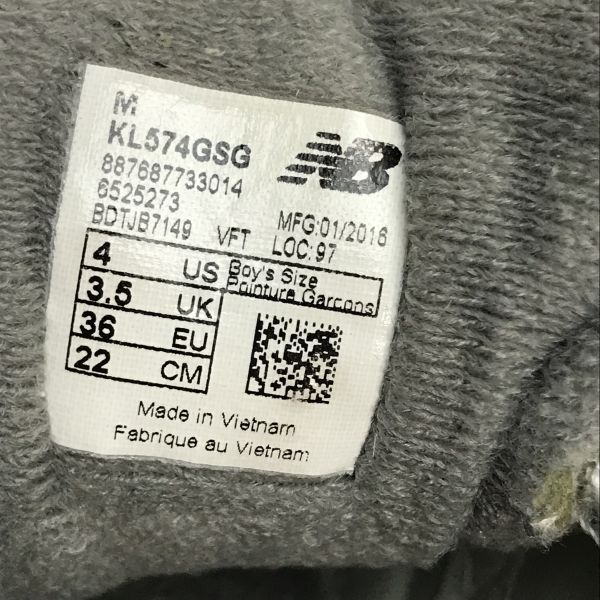 M
KL574GSG
887687733014
6525273
BDTJB7149 VFT
MFG:01/2016
LOC:97
NB
4 US
3.5 UK
36 EU
22 CM
Boy's Size
Pointure Garcons
Made in Vietnam
Fabrique au Vietnam